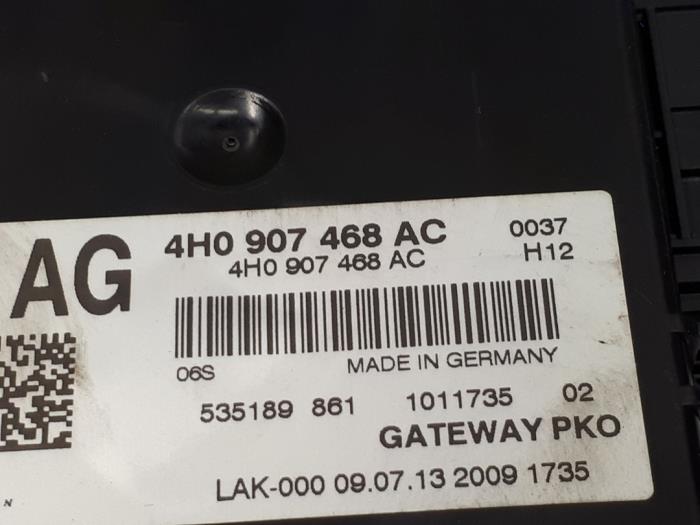 AG
4H0 907 468 AC 0037
4H0 907 468 AC H12
06S MADE IN GERMANY
535189 861 1011735 02
GATEWAY PKO
LAK-000 09.07.13 2009 1735
N